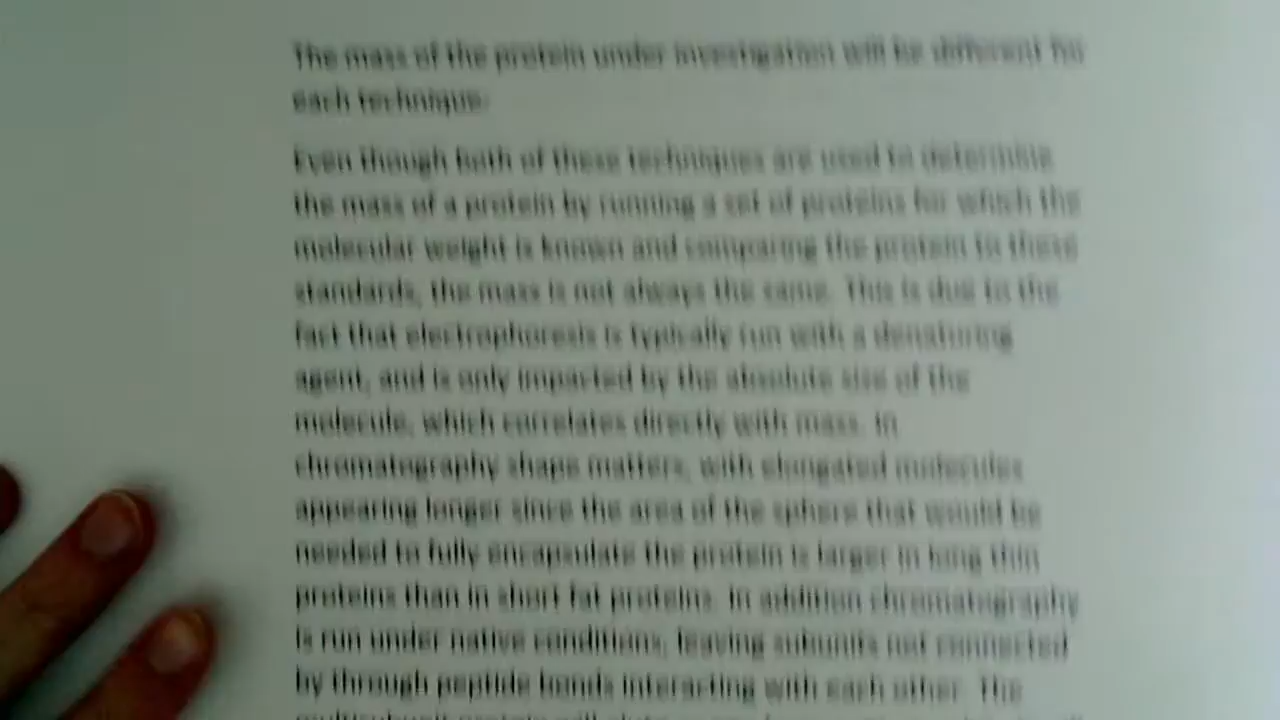 The mass of the protein under investigation will be different for
each technique.
Even though both of these techniques are used to determine
the mass of a protein by running a set of proteins for which the
molecular weight is known and comparing the protein to these
standards, the mass is not always the same. This is due to the
fact that electrophoresis is typically run with a denaturing
agent, and is only impacted by the absolute size of the
molecule, which correlates directly with mass. In
chromatography shape matters, with elongated molecules
appearing longer since the area of the sphere that would be
needed to fully encapsulate the protein is larger in long thin
proteins than in short fat proteins. In addition chromatography
is run under native conditions, leaving subunits not connected
by through peptide bonds interacting with each other. The